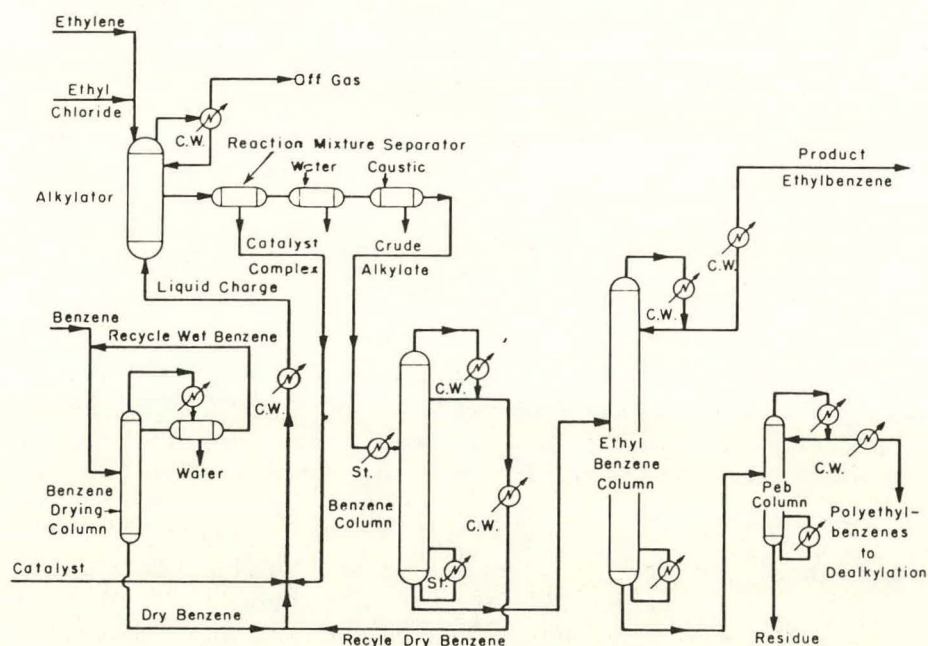 Ethylene
Ethyl
Chloride
Off Gas
C.W.
Reaction Mixture Separator
Water
Caustic
Product
Ethylbenzene
Alkylator
Catalyst
Complex
Crude
Alkylate
C.W.
Liquid Charge
C.W.
Benzene
Recycle Wet Benzene
C.W.
C.W.
Water
St.
Ethyl
Benzene
Column
C.W.
Peb
Column
Benzene
Drying
Column
Benzene
Column
C.W.
Polyethyl-
benzenes
to
Dealkylation
Catalyst
St.
Dry Benzene
Recyle Dry Benzene
Residue